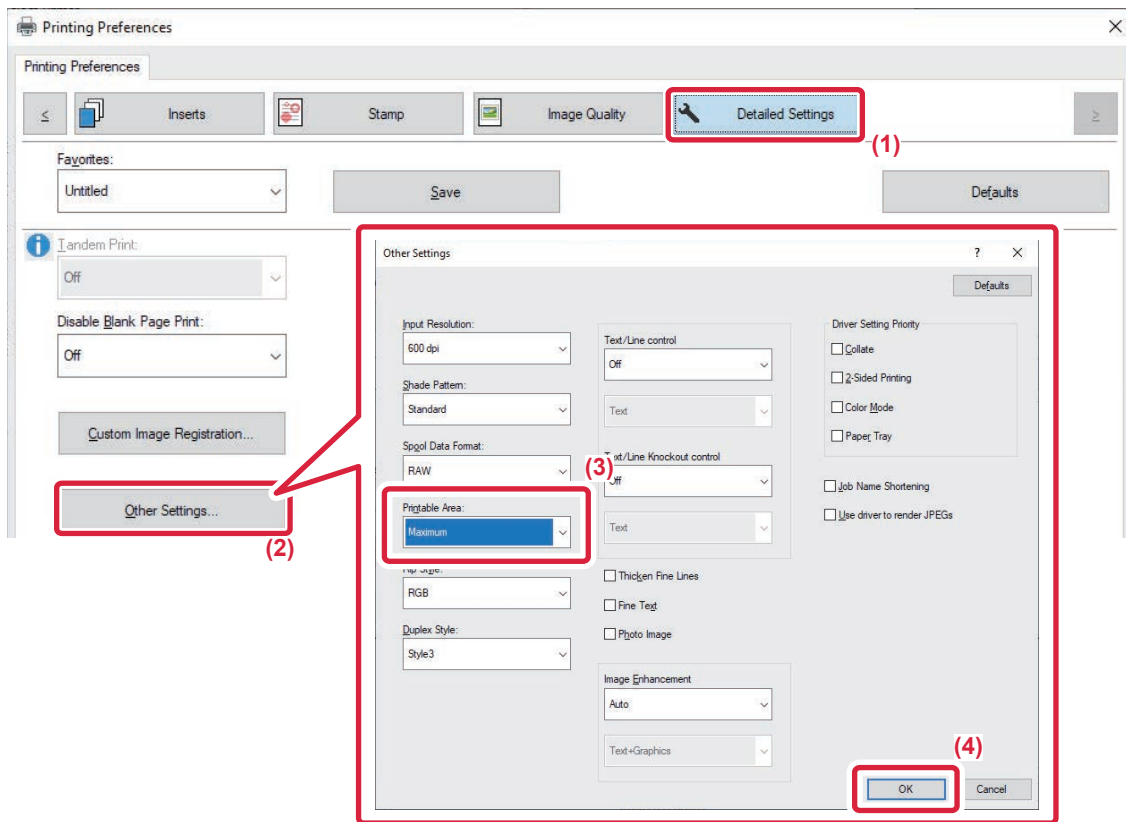 Printing Preferences
Printing Preferences
Inserts
Stamp
Image Quality
Detailed Settings
(1)
Favorites:
Untitled
Save
Defaults
Tandem Print:
Off
Disable Blank Page Print:
Off
Custom Image Registration...
Other Settings...
(2)
Other Settings
?
Defaults
Input Resolution:
600 dpi
Shade Pattern:
Standard
Spool Data Format:
RAW
(3)
Printable Area:
Maximum
RGB
Duplex Style:
Style3
Text/Line control
Off
Text
Text/Line Knockout control
Off
Text
Thicken Fine Lines
Fine Text
Photo Image
Image Enhancement
Auto
Text+Graphics
Driver Setting Priority
Collate
2-Sided Printing
Color Mode
Paper Tray
Job Name Shortening
Use driver to render JPEGs
(4)
OK
Cancel